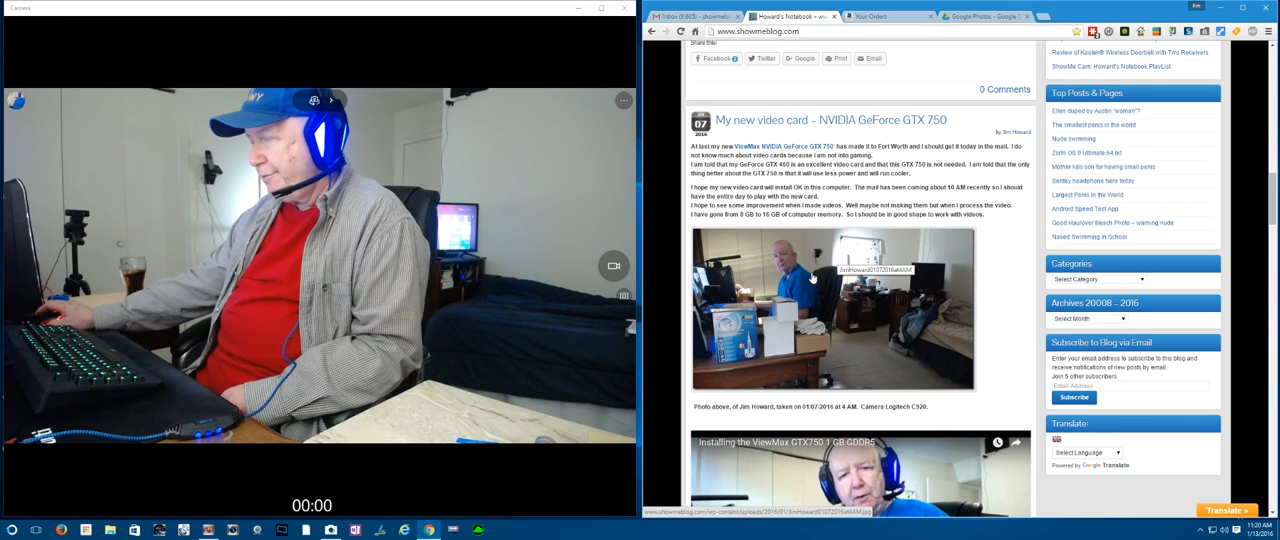 Camera
00:00
Jim
Inbox (9,605) - showmebl
Howard's Notebook
Your Orders
Google Photos - Google
www.showmeblog.com
Share this:
Facebook
Twitter
Google
Print
Email
0 Comments
07
2016
My new video card – NVIDIA GeForce GTX 750
by Jim Howard
At last my new ViewMax NVIDIA GeForce GTX 750 has made it to Fort Worth and I should get it today in the mail. I do
not know much about video cards because I am not into gaming.
I am told that my GeForce GTX 460 is an excellent video card and that this GTX 750 is not needed. I am told that the only
thing better about the GTX 750 is that it will use less power and will run cooler.
I hope my new video card will install OK in this computer. The mail has been coming about 10 AM recently so I should
have the entire day to play with the new card.
I hope to see some improvement when i made videos. Well maybe not making them but when i process the video.
I have gone from 8 GB to 16 GB of computer memory. So I should be in good shape to work with videos.
JimHoward01072016at4AM
Photo above, of Jim Howard, taken on 01/07/2016 at 4 AM. Camera Logitech C920.
Installing the ViewMax GTX750 1 GB GDDR5
www.showmeblog.com/wp-content/uploads/2016/01/JimHoward01072016at4AM.jpg
Review of Kootek® Wireless Doorbell with Two Receivers
ShowMe Cam: Howard's Notebook PlayList
Top Posts & Pages
Ellen duped by Austin "woman"?
The smallest penis in the world
Nude swimming
Zorin OS 9 Ultimate 64 bit
Mother kills son for having small penis
Sentey headphone here today
Largest Penis in the World
Android Speed Test App
Good Haulover Beach Photo – warning nude
Naked Swimming in School
Categories
Select Category
Archives 20008 – 2016
Select Month
Subscribe to Blog via Email
Enter your email address to subscribe to this blog and
receive notifications of new posts by email.
Join 5 other subscribers
Email Address
Subscribe
Translate:
Select Language
Powered by Google Translate
Translate »
11:20 AM
1/13/2016